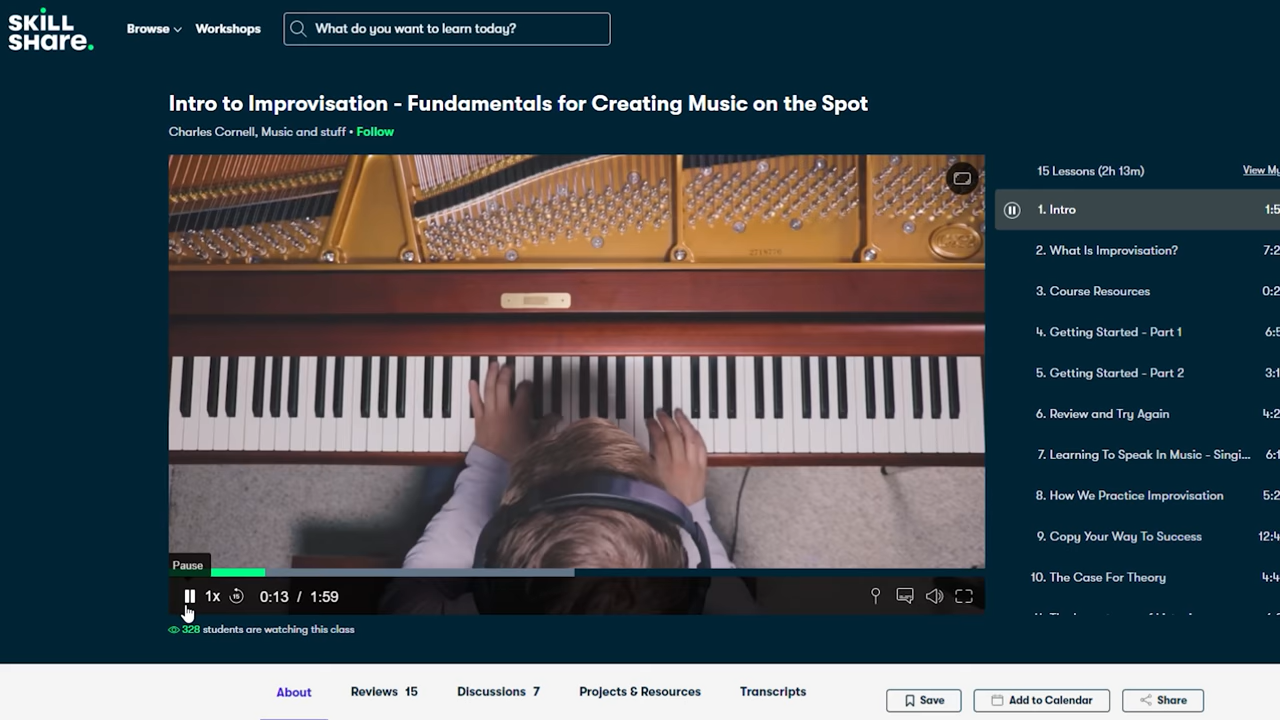 SKILL
SHare.
Browse
Workshops
What do you want to learn today?
Intro to Improvisation - Fundamentals for Creating Music on the Spot
Charles Cornell, Music and stuff • Follow
15 Lessons (2h 13m)
View My
1. Intro
2. What Is Improvisation?
3. Course Resources
4. Getting Started - Part 1
5. Getting Started - Part 2
6. Review and Try Again
7. Learning To Speak In Music - Singi...
8. How We Practice Improvisation
9. Copy Your Way To Success
10. The Case For Theory
Pause
1x
15
0:13 / 1:59
328 students are watching this class
About
Reviews 15
Discussions 7
Projects & Resources
Transcripts
Save
Add to Calendar
Share